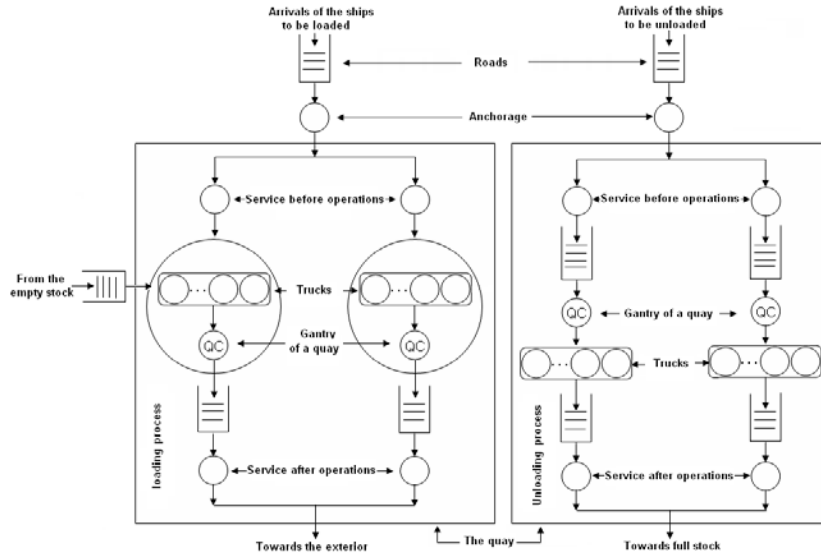 Arrivals of the ships
to be loaded
Arrivals of the ships
to be unloaded
Roads
Anchorage
Service before operations
Service before operations
From the
empty stock
Trucks
Gantry
of a quay
QC
QC
Gantry of a quay
QC
QC
Trucks
loading process
Unloading process
Service after operations
Service after operations
Towards the exterior
The quay
Towards full stock